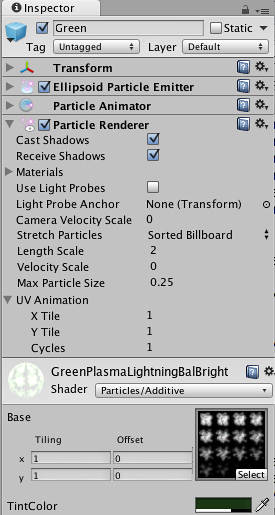 Inspector
Green
Static
Tag Untagged Layer Default
Transform
Ellipsoid Particle Emitter
Particle Animator
Particle Renderer
Cast Shadows
Receive Shadows
Materials
Use Light Probes
Light Probe Anchor None (Transform)
Camera Velocity Scale 0
Stretch Particles Sorted Billboard
Length Scale 2
Velocity Scale 0
Max Particle Size 0.25
UV Animation
X Tile 1
Y Tile 1
Cycles 1
GreenPlasmaLightningBalBright
Shader Particles/Additive
Base
Tiling Offset
x 1 0
y 1 0
Select
TintColor